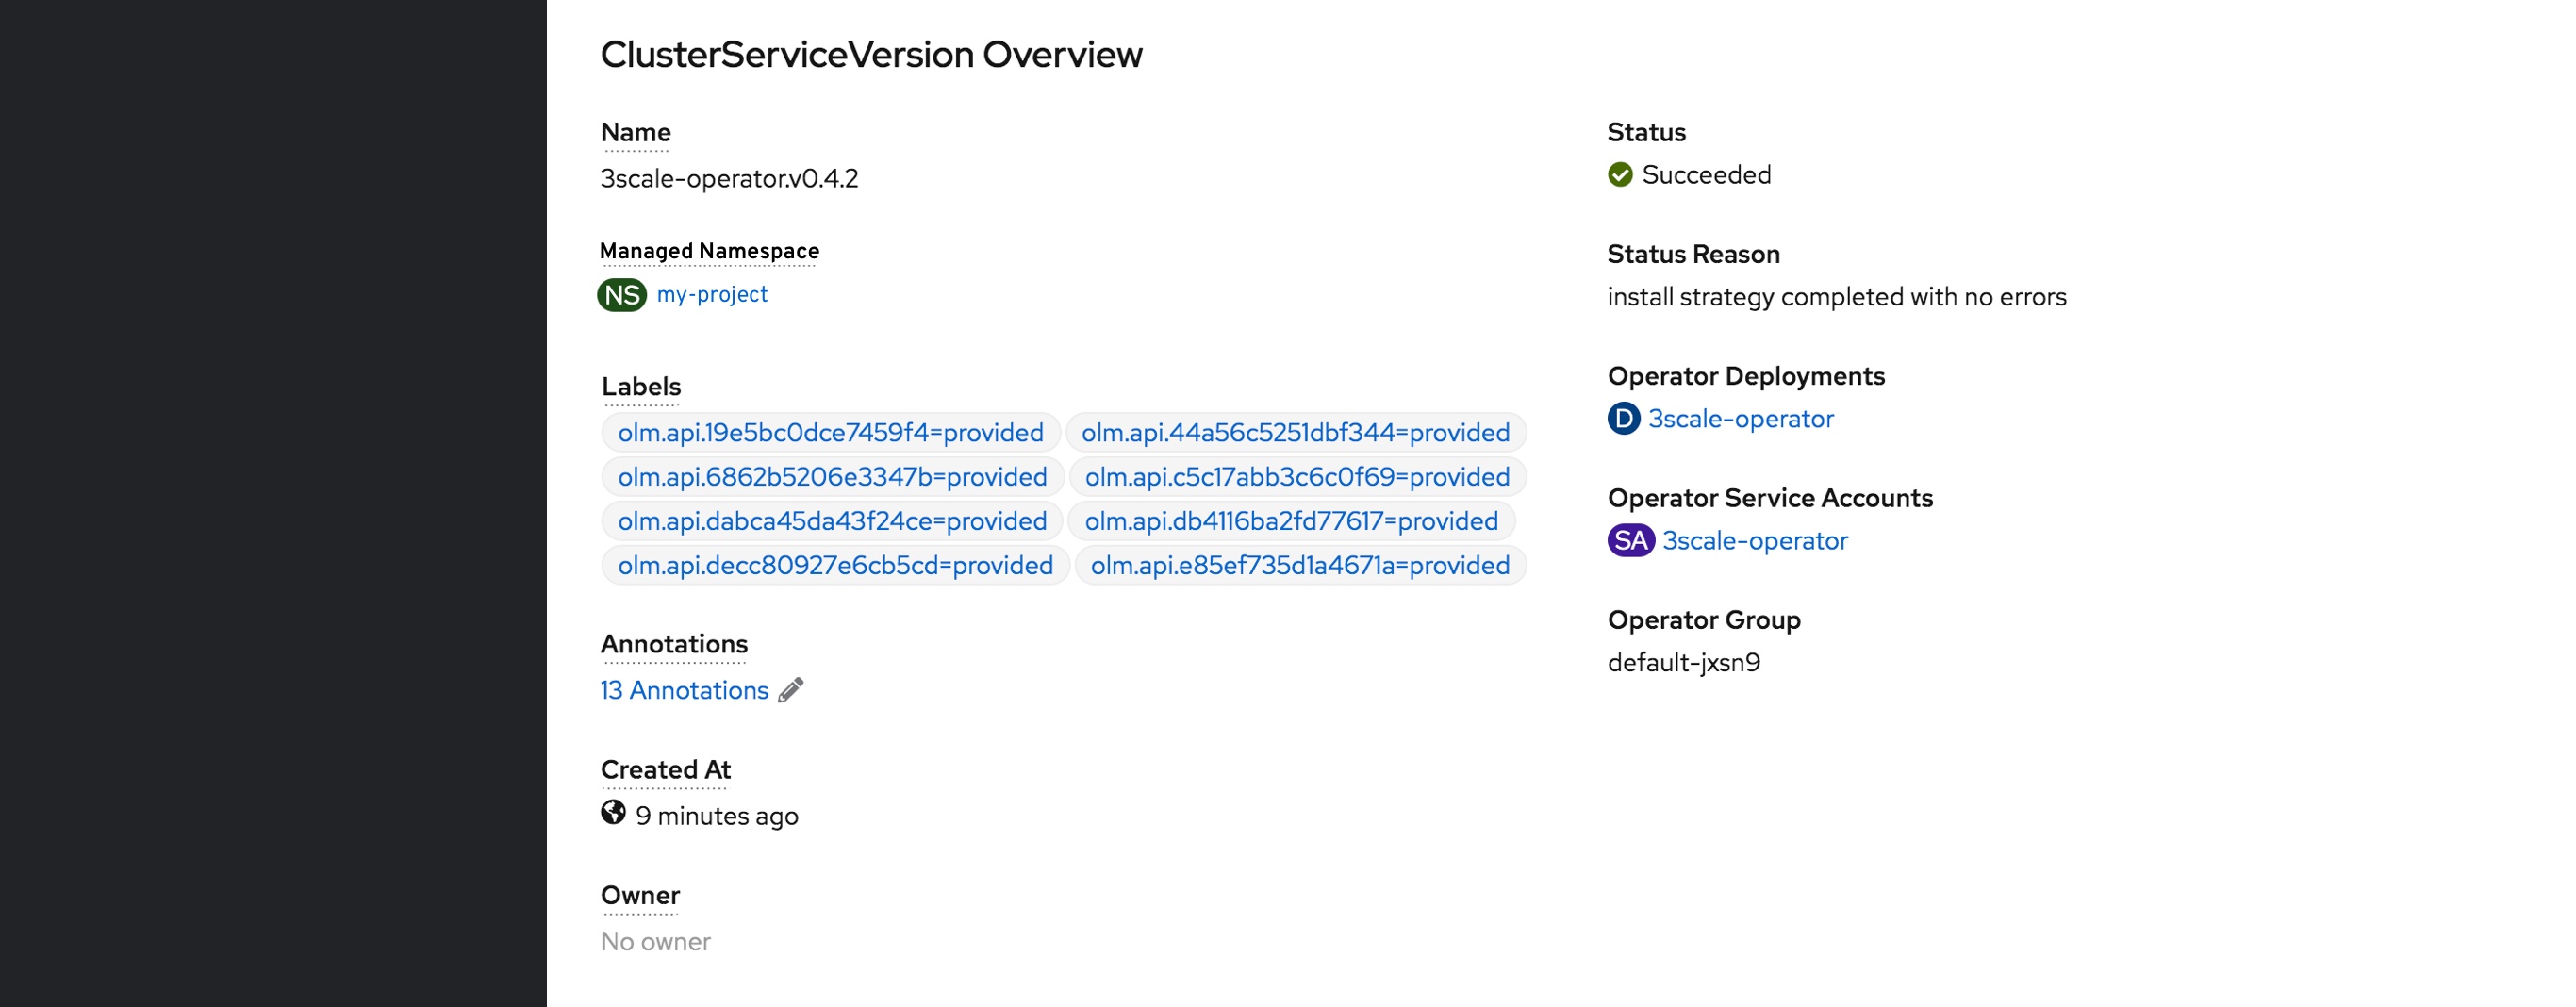 ClusterServiceVersion Overview
Name
3scale-operator.v0.4.2
Managed Namespace
NS my-project
Labels
olm.api.19e5bc0dce7459f4=provided olm.api.44a56c5251dbf344=provided
olm.api.6862b5206e3347b=provided olm.api.c5c17abb3c6c0f69=provided
olm.api.dabca45da43f24ce=provided olm.api.db4116ba2fd77617=provided
olm.api.decc80927e6cb5cd=provided olm.api.e85ef735d1a4671a=provided
Annotations
13 Annotations
Created At
9 minutes ago
Owner
No owner
Status
Succeeded
Status Reason
install strategy completed with no errors
Operator Deployments
D 3scale-operator
Operator Service Accounts
SA 3scale-operator
Operator Group
default-jxsn9